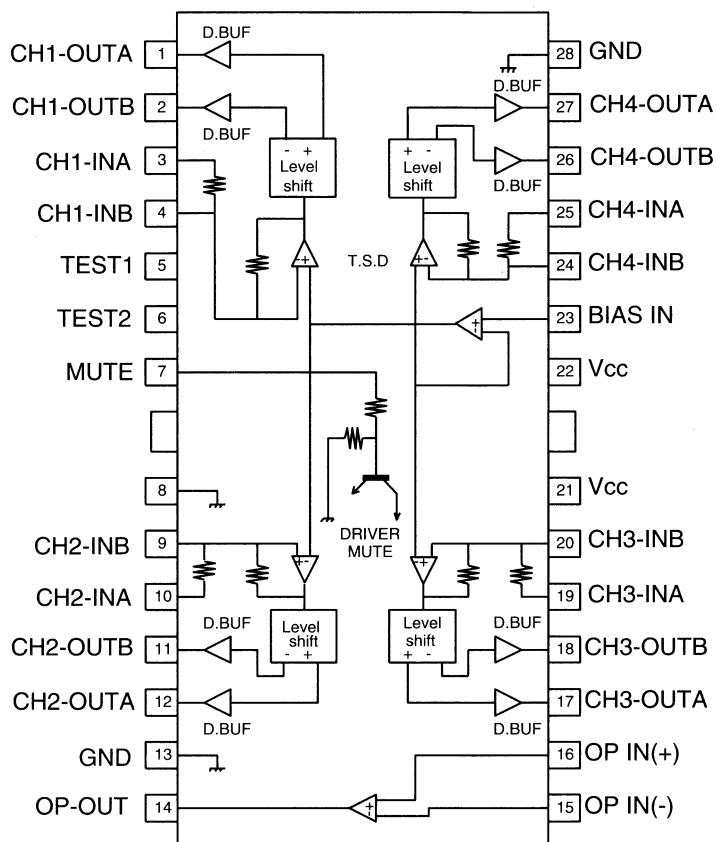 D.BUF
CH1-OUTA 1
28 GND
D.BUF
CH1-OUTB 2
27 CH4-OUTA
D.BUF
- +
Level
shift
+ -
Level
shift
CH1-INA 3
26 CH4-OUTB
D.BUF
CH1-INB 4
25 CH4-INA
TEST1 5
-+
T.S.D
+-
24 CH4-INB
TEST2 6
+
-
23 BIAS IN
MUTE 7
22 Vcc
8
21 Vcc
DRIVER
MUTE
CH2-INB 9
20 CH3-INB
+-
-+
CH2-INA 10
19 CH3-INA
D.BUF
Level
shift
- +
Level
shift
+ -
D.BUF
CH2-OUTB 11
18 CH3-OUTB
CH2-OUTA 12
17 CH3-OUTA
D.BUF
D.BUF
GND 13
16 OP IN(+)
OP-OUT 14
+
-
15 OP IN(-)